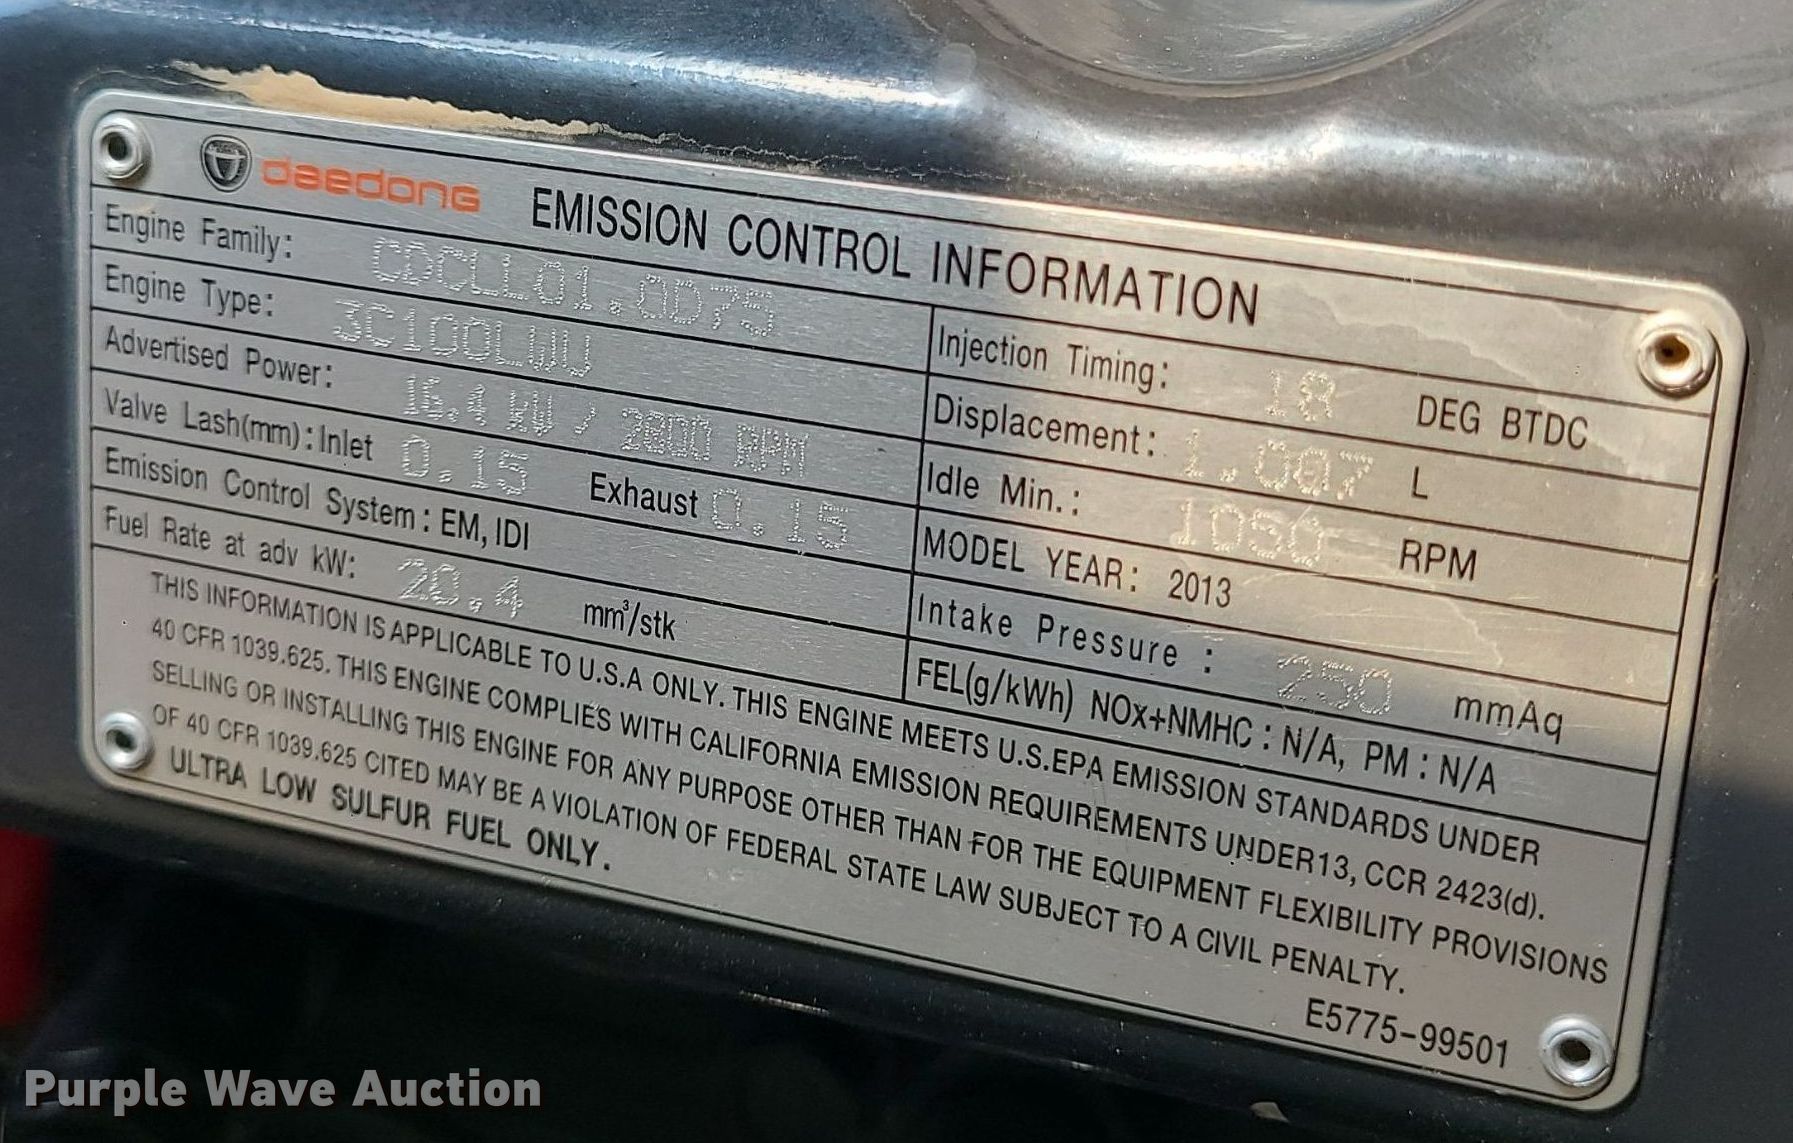 daedong EMISSION CONTROL INFORMATION
Engine Family: CDCLL01.0D75
Engine Type: 3C100LWU
Advertised Power: / 2800 RPM
Valve Lash(mm): Inlet 0.15 Exhaust 0.15
Emission Control System: EM, IDI
Fuel Rate at adv kW: 20.4 mm³/stk
Injection Timing: 18 DEG BTDC
Displacement: 1.007 L
Idle Min.: 1050 RPM
MODEL YEAR: 2013
Intake Pressure : 250 mmAq
FEL(g/kWh) NOx+NMHC : N/A, PM : N/A
THIS INFORMATION IS APPLICABLE TO U.S.A ONLY. THIS ENGINE MEETS U.S.EPA EMISSION STANDARDS UNDER
40 CFR 1039.625. THIS ENGINE COMPLIES WITH CALIFORNIA EMISSION REQUIREMENTS UNDER13, CCR 2423(d).
SELLING OR INSTALLING THIS ENGINE FOR ANY PURPOSE OTHER THAN FOR THE EQUIPMENT FLEXIBILITY PROVISIONS
OF 40 CFR 1039.625 CITED MAY BE A VIOLATION OF FEDERAL STATE LAW SUBJECT TO A CIVIL PENALTY.
ULTRA LOW SULFUR FUEL ONLY.
E5775-99501
Purple Wave Auction